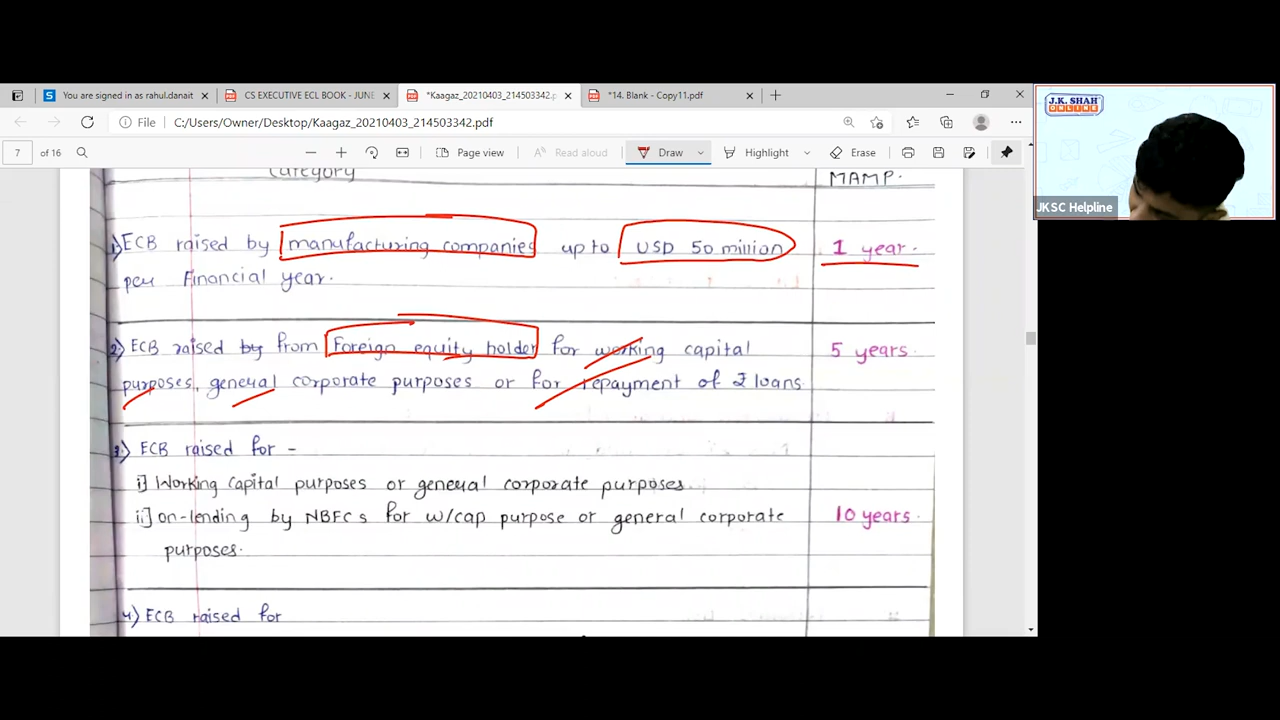 You are signed in as rahul.danait
CS EXECUTIVE ECL BOOK - JUNE
*Kaagaz_20210403_214503342.p
*14. Blank - Copy11.pdf
File
C:/Users/Owner/Desktop/Kaagaz_20210403_214503342.pdf
7 of 16
Page view
Read aloud
Draw
Highlight
Erase
J.K. SHAH
ONLINE
JKSC Helpline
Category
MAMP.
1) ECB raised by manufacturing companies up to USD 50 million
1 year.
per Financial year.
2) ECB raised by from Foreign equity holder for working capital
5 years.
purposes, general corporate purposes or for repayment of ₹ loans.
3.) ECB raised for -
i] Working capital purposes or general corporate purposes.
ii] on-lending by NBFCs for w/cap purpose or general corporate
10 years.
purposes.
4) ECB raised for